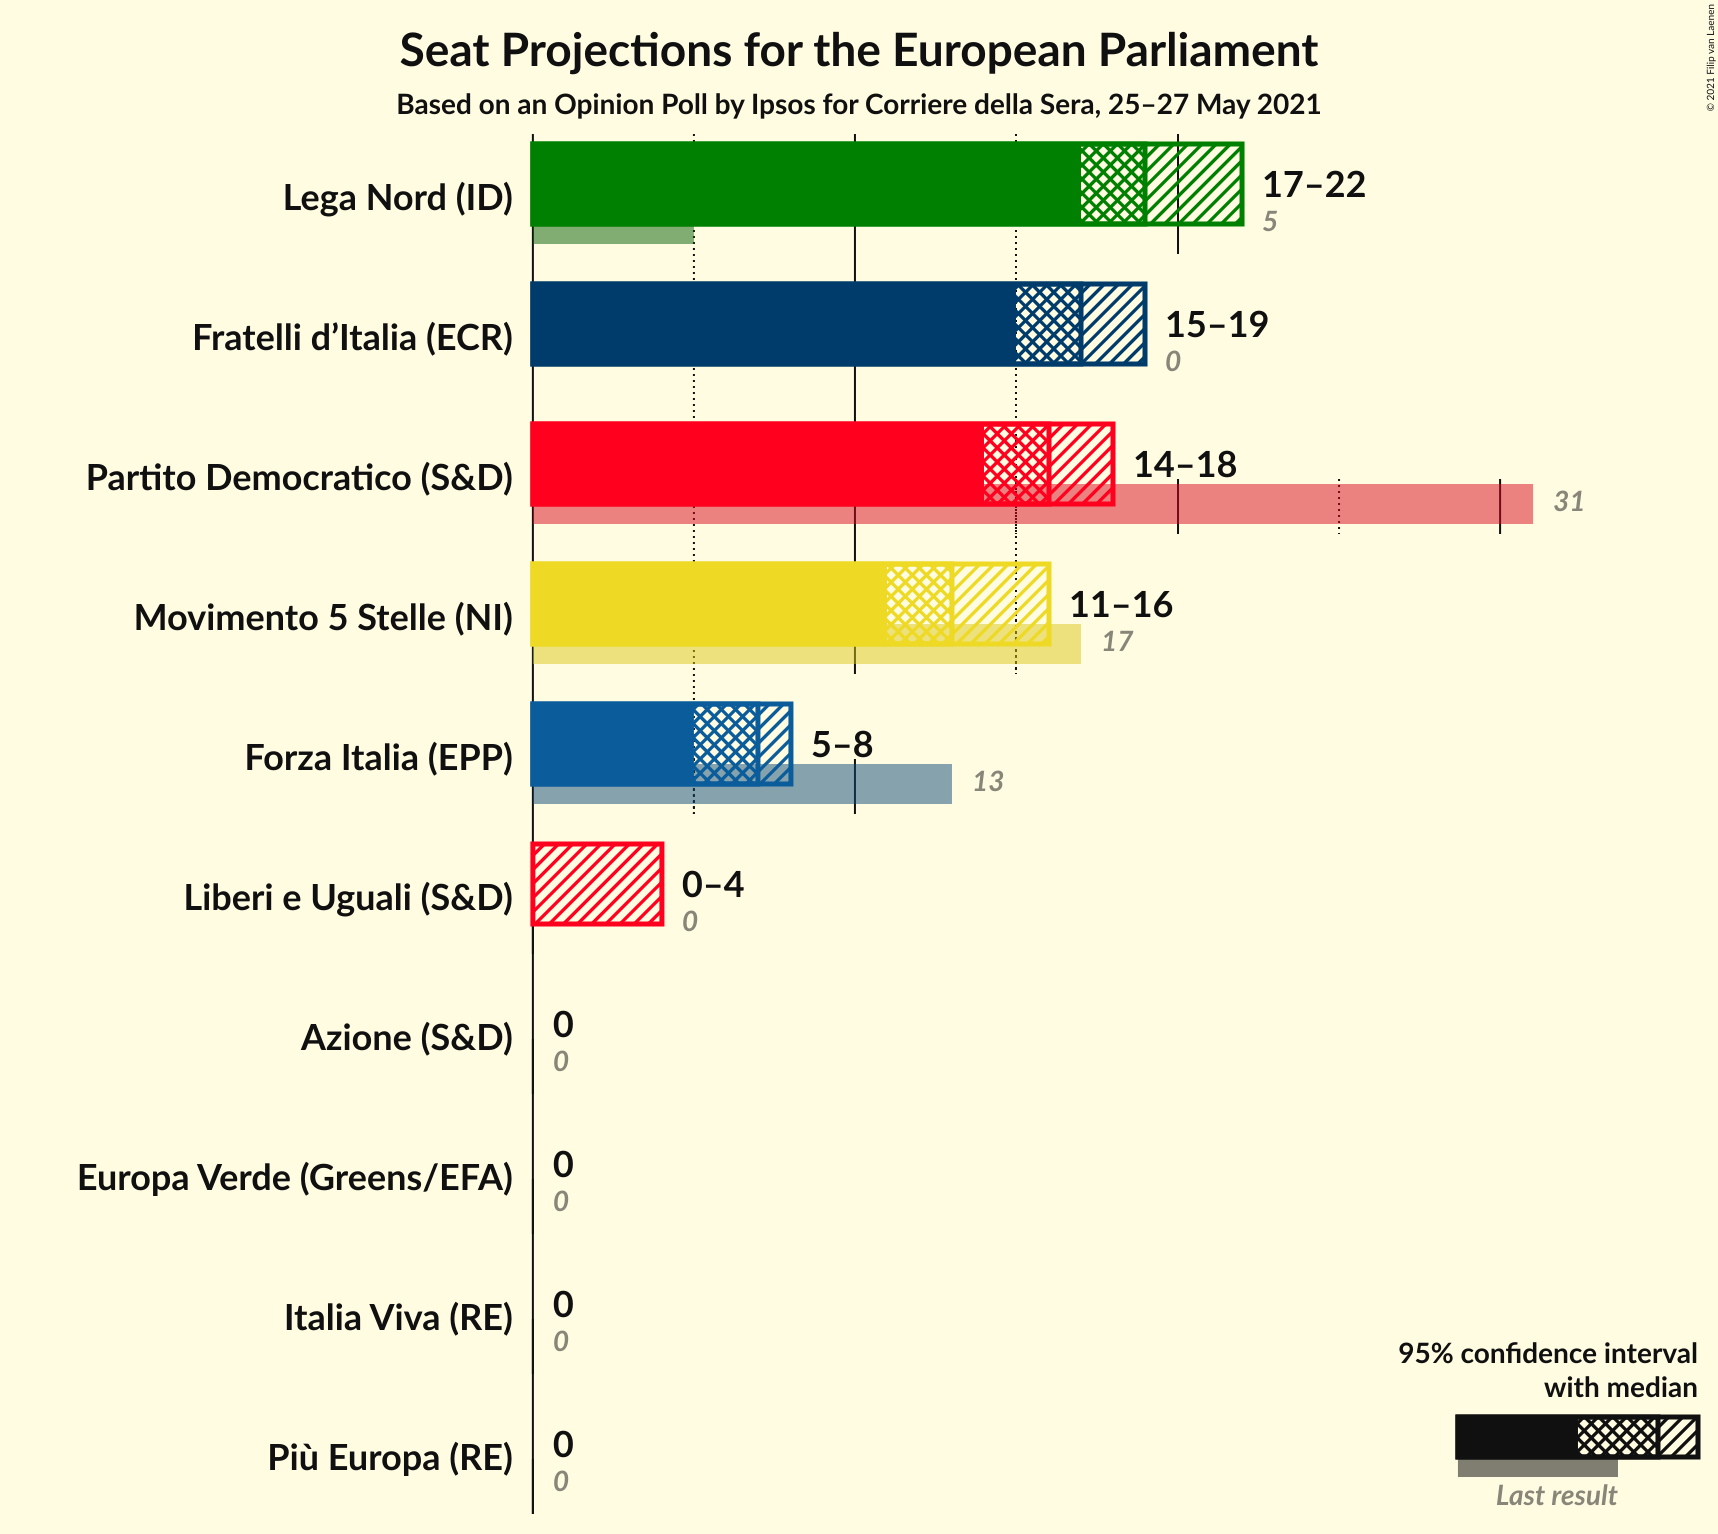 Seat Projections for the European Parliament
Based on an Opinion Poll by Ipsos for Corriere della Sera, 25–27 May 2021
© 2021 Filip van Laenen
Lega Nord (ID)
17–22
5
Fratelli d’Italia (ECR)
15–19
0
Partito Democratico (S&D)
14–18
31
Movimento 5 Stelle (NI)
11–16
17
Forza Italia (EPP)
5–8
13
Liberi e Uguali (S&D)
0–4
0
Azione (S&D)
0
0
Europa Verde (Greens/EFA)
0
0
Italia Viva (RE)
0
0
Più Europa (RE)
0
0
95% confidence interval
with median
Last result